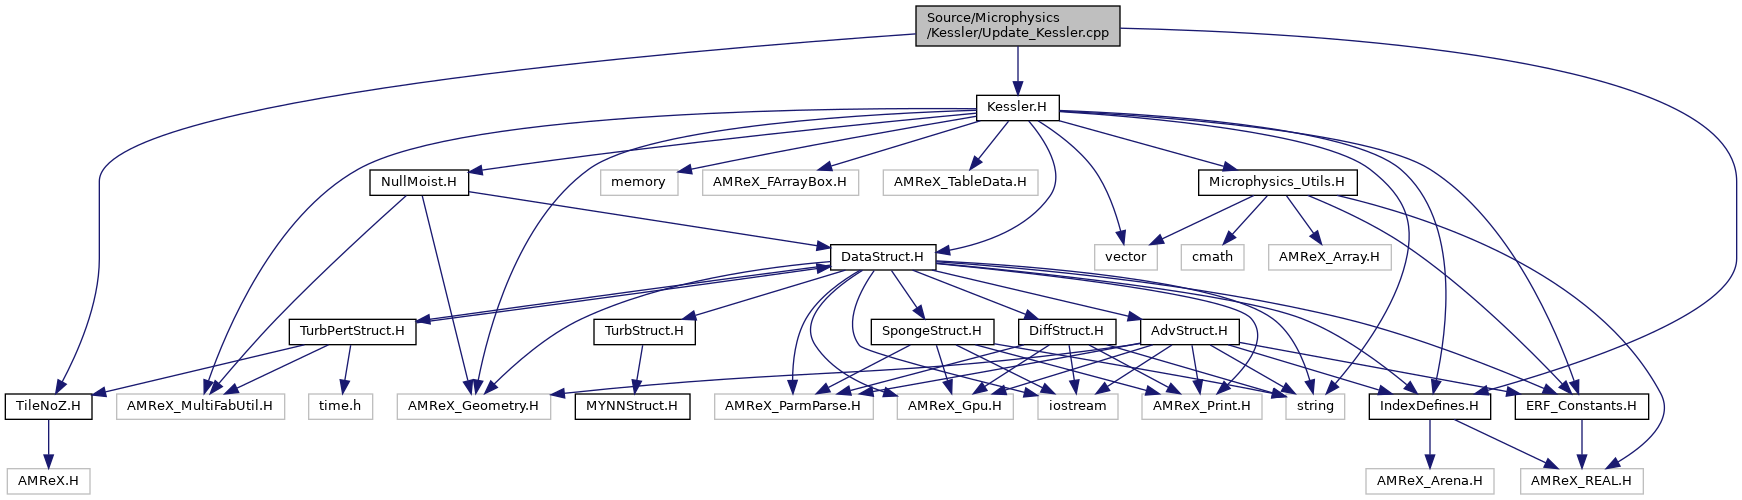 Source/Microphysics
/Kessler/Update_Kessler.cpp
Kessler.H
NullMoist.H
memory
AMReX_FArrayBox.H
AMReX_TableData.H
Microphysics_Utils.H
DataStruct.H
vector
cmath
AMReX_Array.H
TurbPertStruct.H
TurbStruct.H
SpongeStruct.H
DiffStruct.H
AdvStruct.H
TileNoZ.H
AMReX_MultiFabUtil.H
time.h
AMReX_Geometry.H
MYNNStruct.H
AMReX_ParmParse.H
AMReX_Gpu.H
iostream
AMReX_Print.H
string
IndexDefines.H
ERF_Constants.H
AMReX.H
AMReX_Arena.H
AMReX_REAL.H